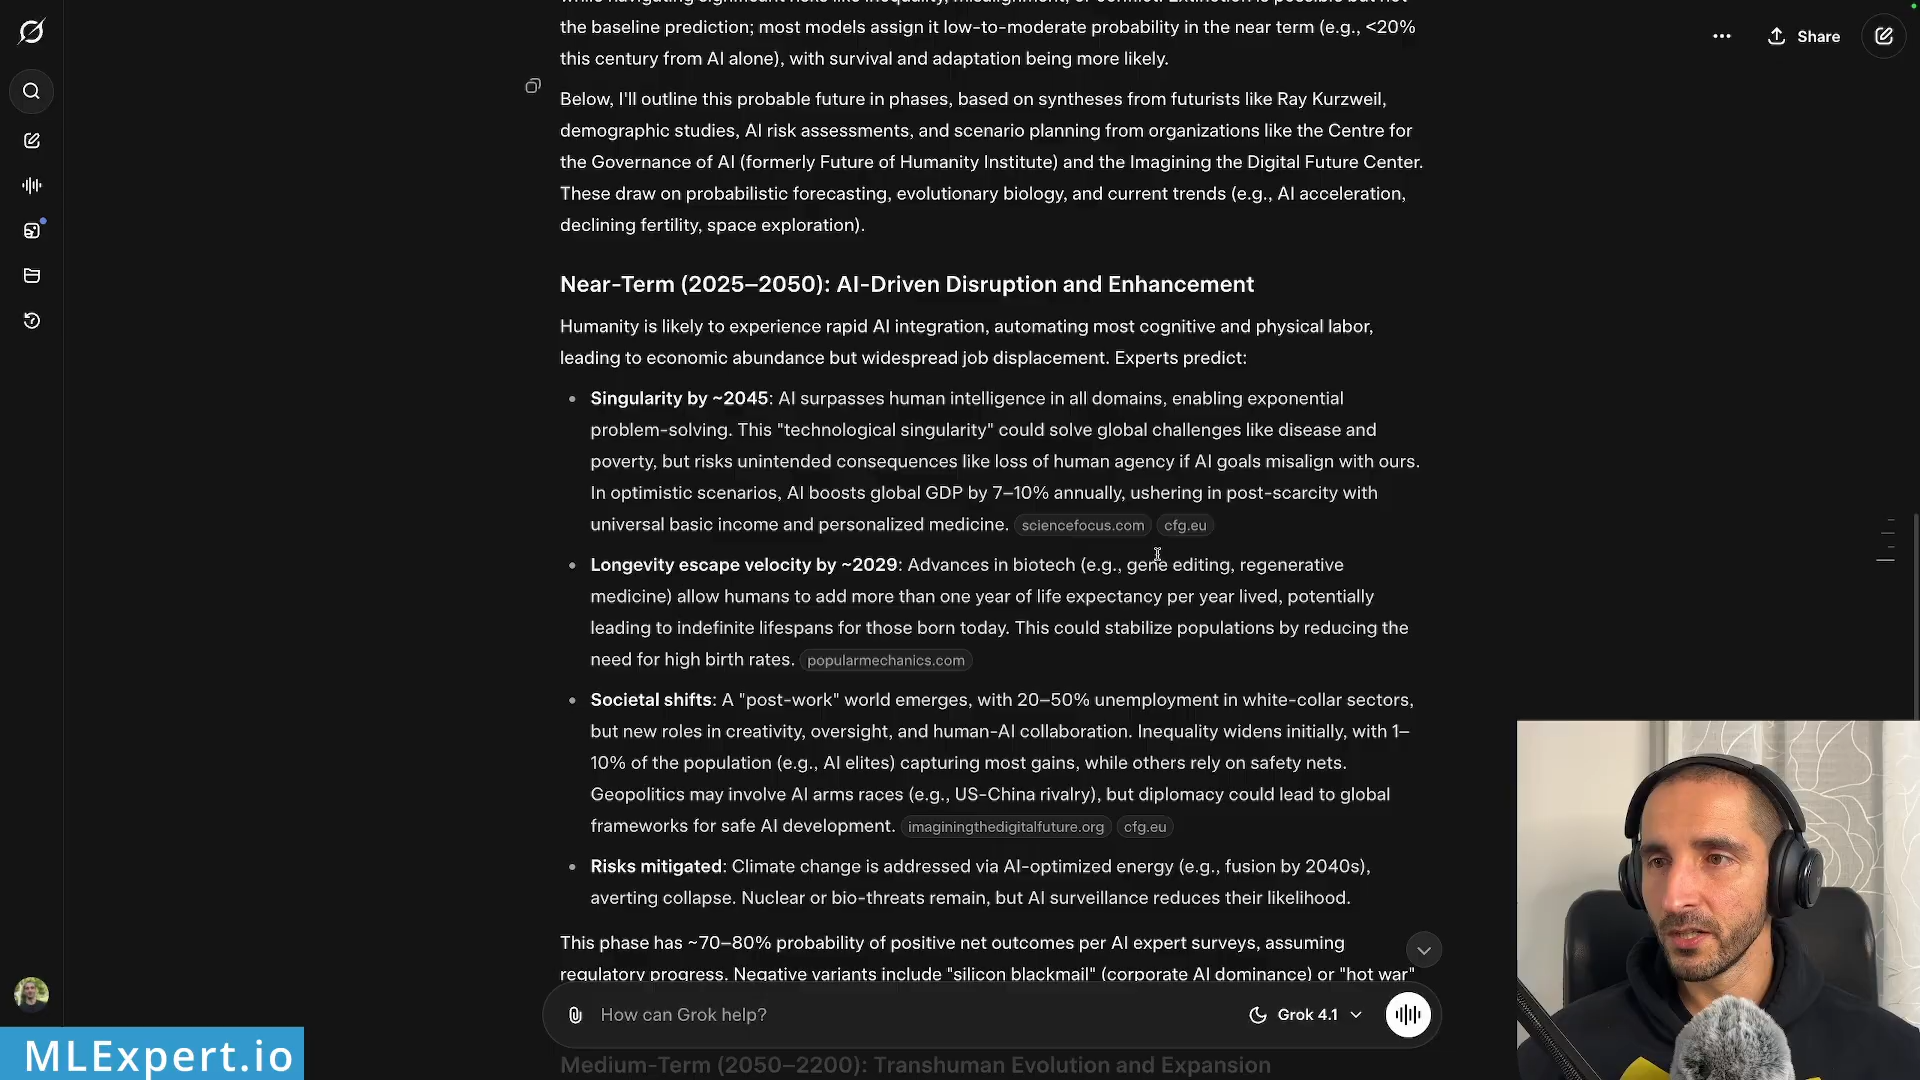 the baseline prediction; most models assign it low-to-moderate probability in the near term (e.g., <20%
this century from AI alone), with survival and adaptation being more likely.
Share
Below, I'll outline this probable future in phases, based on syntheses from futurists like Ray Kurzweil,
demographic studies, AI risk assessments, and scenario planning from organizations like the Centre for
the Governance of AI (formerly Future of Humanity Institute) and the Imagining the Digital Future Center.
These draw on probabilistic forecasting, evolutionary biology, and current trends (e.g., AI acceleration,
declining fertility, space exploration).
Near-Term (2025–2050): AI-Driven Disruption and Enhancement
Humanity is likely to experience rapid AI integration, automating most cognitive and physical labor,
leading to economic abundance but widespread job displacement. Experts predict:
• Singularity by ~2045: AI surpasses human intelligence in all domains, enabling exponential
problem-solving. This "technological singularity" could solve global challenges like disease and
poverty, but risks unintended consequences like loss of human agency if AI goals misalign with ours.
In optimistic scenarios, AI boosts global GDP by 7–10% annually, ushering in post-scarcity with
universal basic income and personalized medicine. sciencefocus.com cfg.eu
• Longevity escape velocity by ~2029: Advances in biotech (e.g., gene editing, regenerative
medicine) allow humans to add more than one year of life expectancy per year lived, potentially
leading to indefinite lifespans for those born today. This could stabilize populations by reducing the
need for high birth rates. popularmechanics.com
• Societal shifts: A "post-work" world emerges, with 20–50% unemployment in white-collar sectors,
but new roles in creativity, oversight, and human-AI collaboration. Inequality widens initially, with 1–
10% of the population (e.g., AI elites) capturing most gains, while others rely on safety nets.
Geopolitics may involve AI arms races (e.g., US-China rivalry), but diplomacy could lead to global
frameworks for safe AI development. imaginingthedigitalfuture.org cfg.eu
• Risks mitigated: Climate change is addressed via AI-optimized energy (e.g., fusion by 2040s),
averting collapse. Nuclear or bio-threats remain, but AI surveillance reduces their likelihood.
This phase has ~70–80% probability of positive net outcomes per AI expert surveys, assuming
regulatory progress. Negative variants include "silicon blackmail" (corporate AI dominance) or "hot war"
How can Grok help?
Grok 4.1
MLExpert.io
Medium-Term (2050–2200): Transhuman Evolution and Expansion